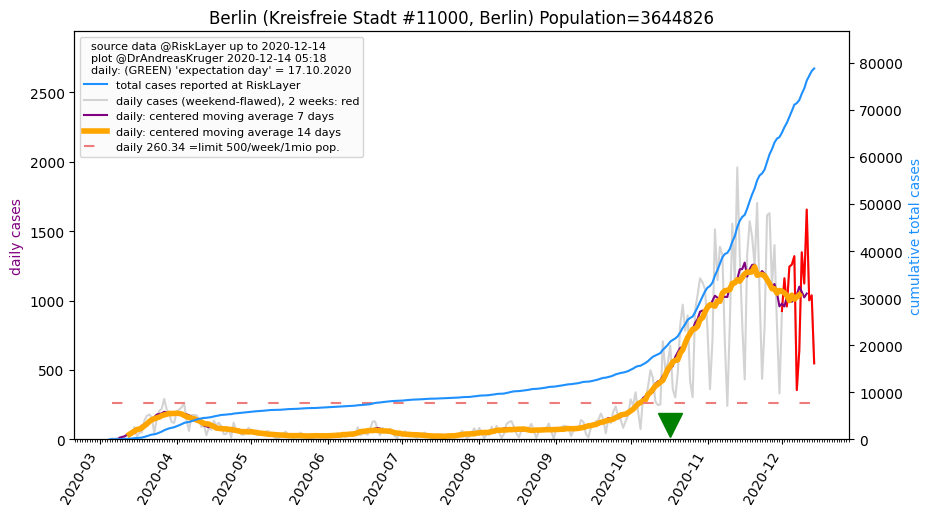 Berlin (Kreisfreie Stadt #11000, Berlin) Population=3644826
source data @RiskLayer up to 2020-12-14
plot @DrAndreasKruger 2020-12-14 05:18
daily: (GREEN) 'expectation day' = 17.10.2020
total cases reported at RiskLayer
daily cases (weekend-flawed), 2 weeks: red
daily: centered moving average 7 days
daily: centered moving average 14 days
daily 260.34 =limit 500/week/1mio pop.
daily cases
2500
2000
1500
1000
500
0
cumulative total cases
80000
70000
60000
50000
40000
30000
20000
10000
0
2020-03
2020-04
2020-05
2020-06
2020-07
2020-08
2020-09
2020-10
2020-11
2020-12